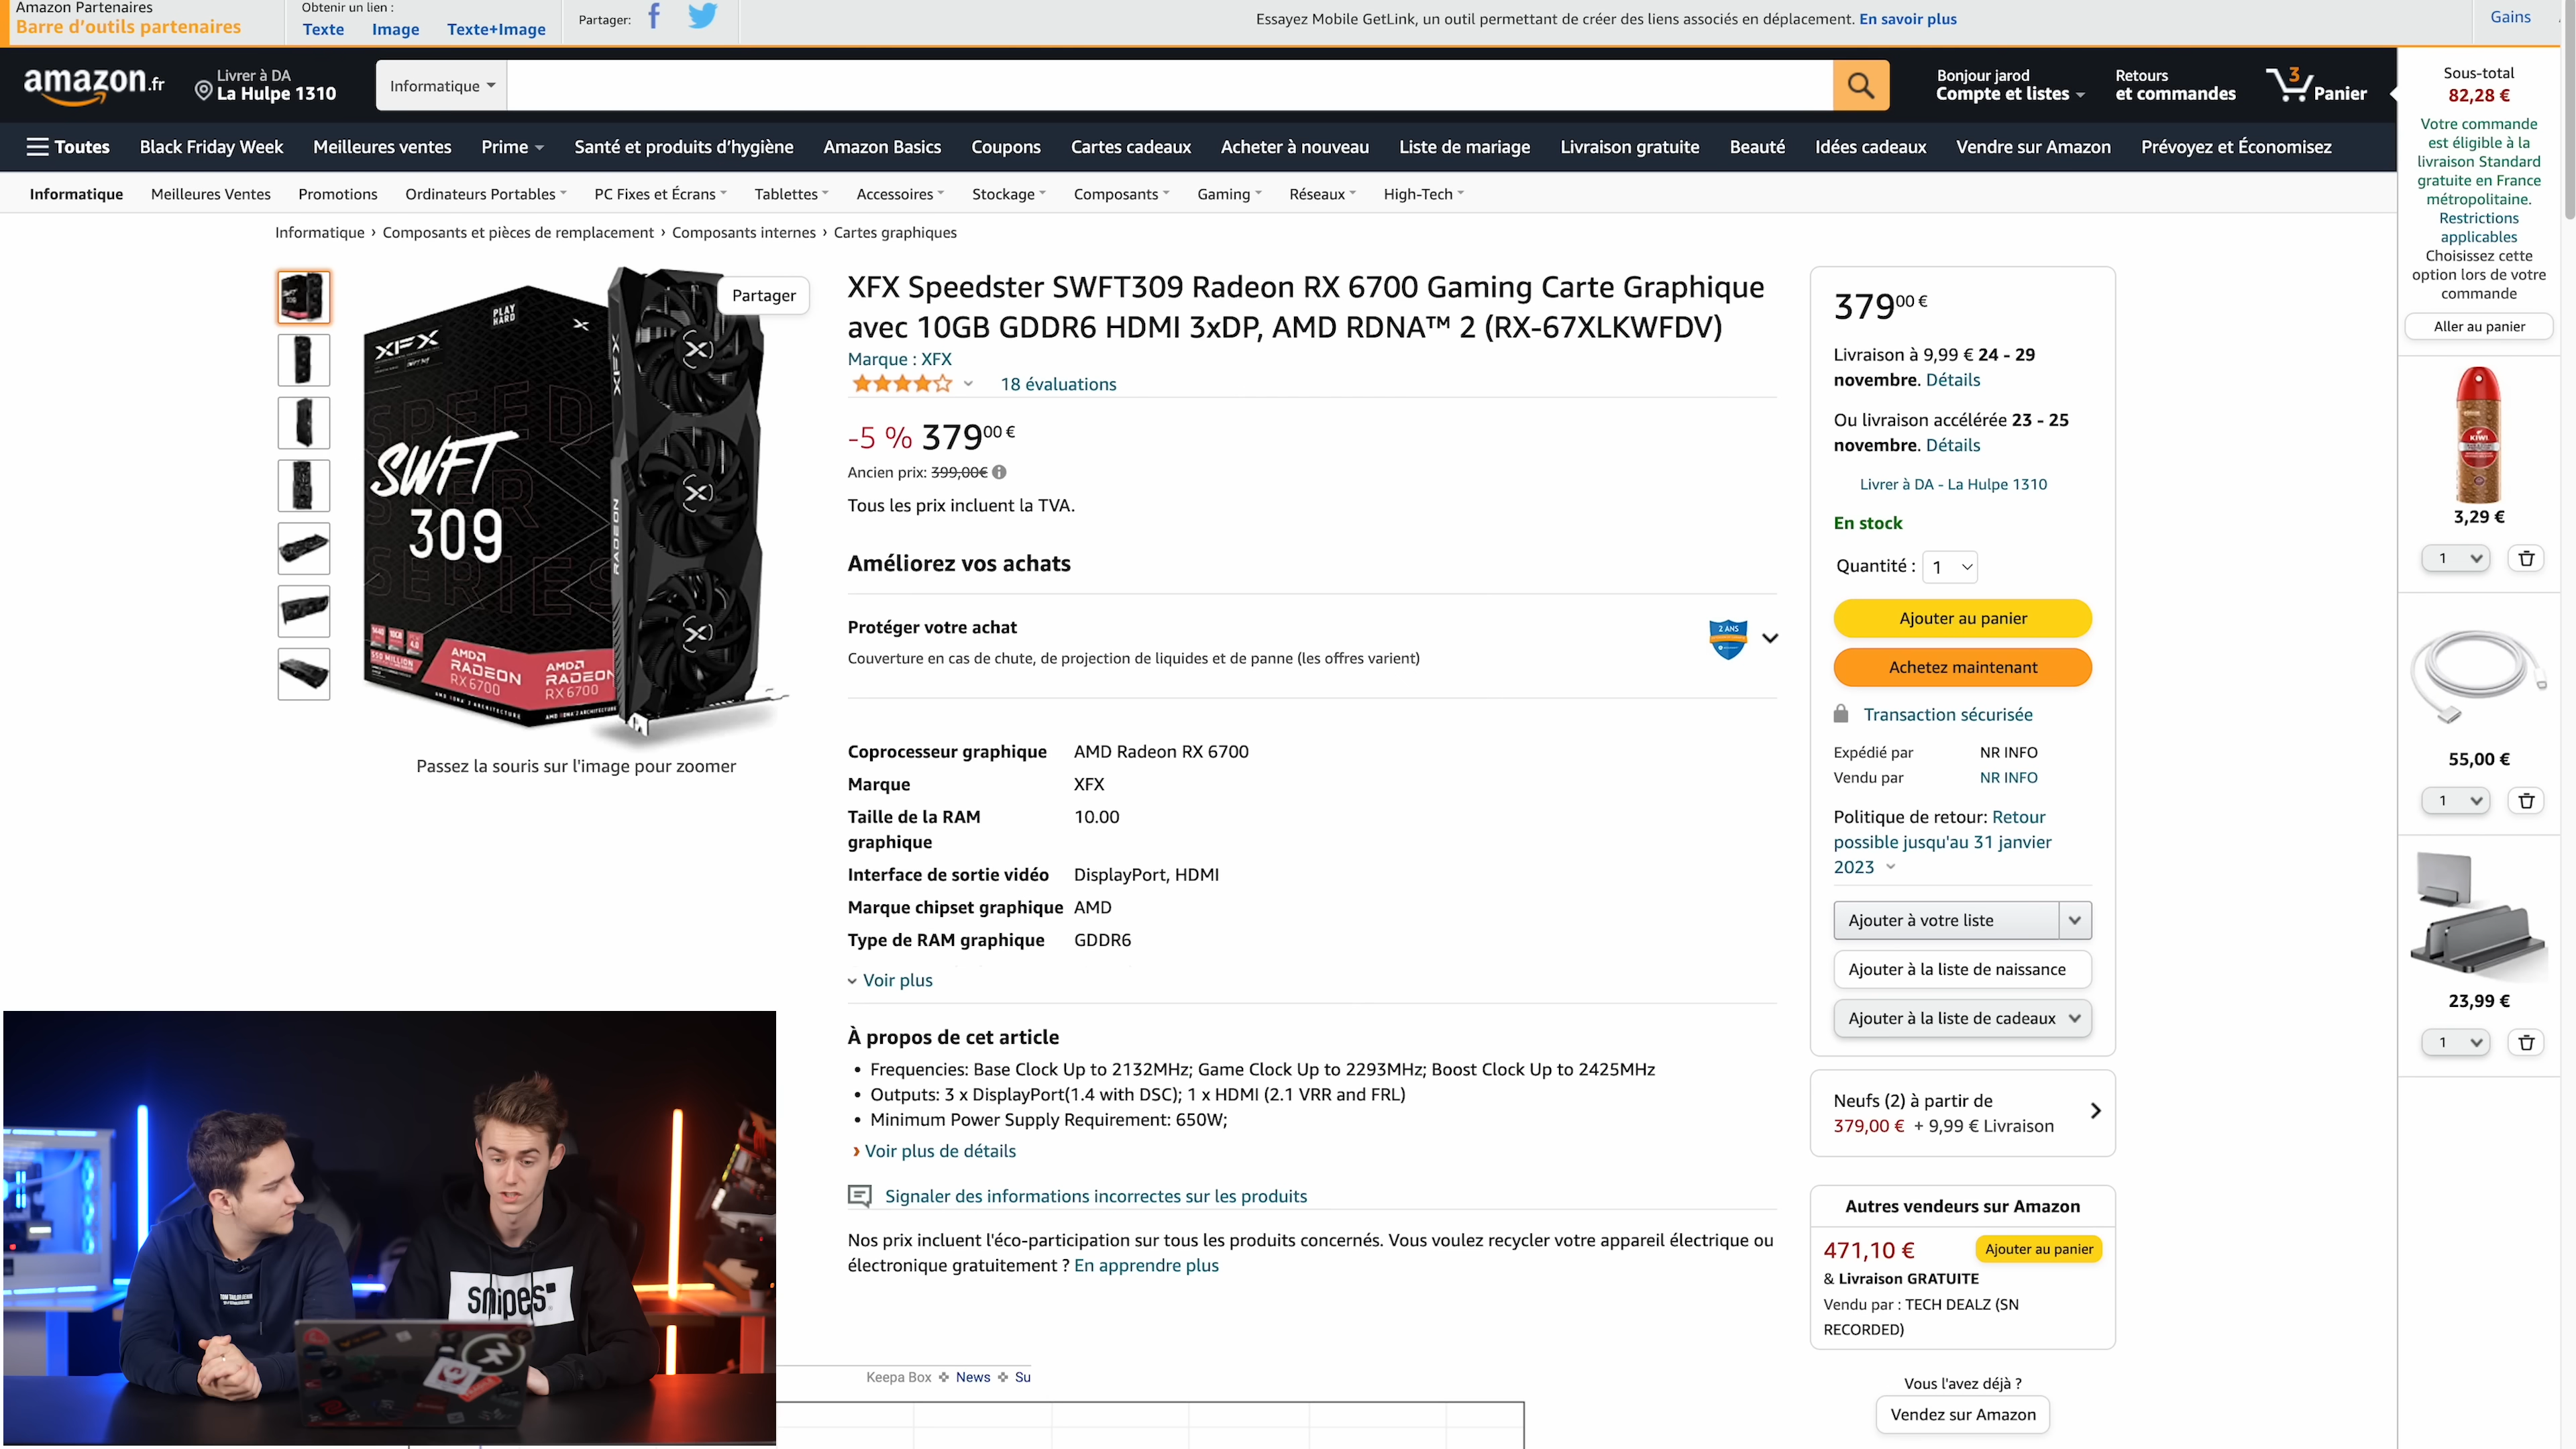 Amazon Partenaires
Barre d'outils partenaires
Obtenir un lien :
Texte Image Texte+Image
Partager:
Essayez Mobile GetLink, un outil permettant de créer des liens associés en déplacement. En savoir plus
Gains
amazon.fr
Livrer à DA
La Hulpe 1310
Informatique
Bonjour jarod
Compte et listes
Retours
et commandes
3
Panier
Toutes Black Friday Week Meilleures ventes Prime Santé et produits d'hygiène Amazon Basics Coupons Cartes cadeaux Acheter à nouveau Liste de mariage Livraison gratuite Beauté Idées cadeaux Vendre sur Amazon Prévoyez et Économisez
Informatique Meilleures Ventes Promotions Ordinateurs Portables PC Fixes et Écrans Tablettes Accessoires Stockage Composants Gaming Réseaux High-Tech
Informatique › Composants et pièces de remplacement › Composants internes › Cartes graphiques
Partager
PLAY
HARD
XFX
SPEED
STER
SERIES
SWFT
309
XFX
RADEON
AMD
RADEON
RX 6700
AMD
RADEON
RX 6700
AMD RDNA 2 ARCHITECTURE
Passez la souris sur l'image pour zoomer
XFX Speedster SWFT309 Radeon RX 6700 Gaming Carte Graphique
avec 10GB GDDR6 HDMI 3xDP, AMD RDNA™ 2 (RX-67XLKWFDV)
Marque : XFX
18 évaluations
-5 % 379,00 €
Ancien prix: 399,00€
Tous les prix incluent la TVA.
Améliorez vos achats
Protéger votre achat
Couverture en cas de chute, de projection de liquides et de panne (les offres varient)
2 ANS
Coprocesseur graphique AMD Radeon RX 6700
Marque XFX
Taille de la RAM 10.00
graphique
Interface de sortie vidéo DisplayPort, HDMI
Marque chipset graphique AMD
Type de RAM graphique GDDR6
Voir plus
À propos de cet article
• Frequencies: Base Clock Up to 2132MHz; Game Clock Up to 2293MHz; Boost Clock Up to 2425MHz
• Outputs: 3 x DisplayPort(1.4 with DSC); 1 x HDMI (2.1 VRR and FRL)
• Minimum Power Supply Requirement: 650W;
› Voir plus de détails
Signaler des informations incorrectes sur les produits
Nos prix incluent l'éco-participation sur tous les produits concernés. Vous voulez recycler votre appareil électrique ou
électronique gratuitement ? En apprendre plus
Keepa Box News Su
snipes
379,00 €
Livraison à 9,99 € 24 - 29
novembre. Détails
Ou livraison accélérée 23 - 25
novembre. Détails
Livrer à DA - La Hulpe 1310
En stock
Quantité : 1
Ajouter au panier
Achetez maintenant
Transaction sécurisée
Expédié par NR INFO
Vendu par NR INFO
Politique de retour: Retour
possible jusqu'au 31 janvier
2023
Ajouter à votre liste
Ajouter à la liste de naissance
Ajouter à la liste de cadeaux
Neufs (2) à partir de
379,00 € + 9,99 € Livraison
Autres vendeurs sur Amazon
471,10 €
Ajouter au panier
& Livraison GRATUITE
Vendu par : TECH DEALZ (SN
RECORDED)
Vous l'avez déjà ?
Vendez sur Amazon
Sous-total
82,28 €
Votre commande
est éligible à la
livraison Standard
gratuite en France
métropolitaine.
Restrictions
applicables
Choisissez cette
option lors de votre
commande
Aller au panier
KIWI
3,29 €
1
55,00 €
1
23,99 €
1